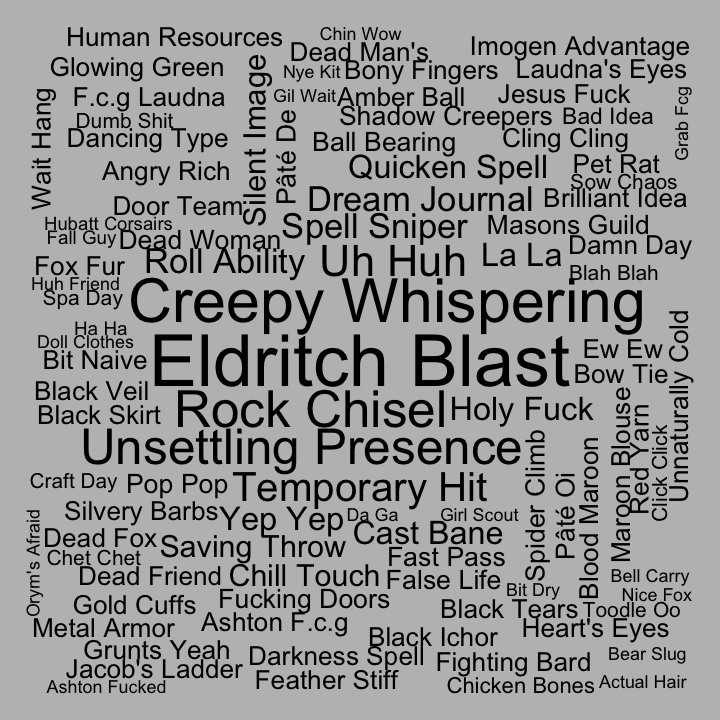 Human Resources
Chin Wow
Dead Man's
Imogen Advantage
Glowing Green
Nye Kit
Bony Fingers
Laudna's Eyes
Silent Image
F.c.g Laudna
Gil Wait
Amber Ball
Jesus Fuck
Grab Fcg
Wait Hang
Dumb Shit
Pâté De
Shadow Creepers
Bad Idea
Dancing Type
Ball Bearing
Cling Cling
Angry Rich
Quicken Spell
Pet Rat
Sow Chaos
Door Team
Dream Journal
Brilliant Idea
Hubatt Corsairs
Spell Sniper
Masons Guild
Fall Guy
Dead Woman
Damn Day
Fox Fur
Roll Ability
Uh Huh
La La
Blah Blah
Huh Friend
Spa Day
Creepy Whispering
Ha Ha
Doll Clothes
Bit Naive
Eldritch Blast
Ew Ew
Bow Tie
Unnaturally Cold
Black Veil
Black Skirt
Rock Chisel
Holy Fuck
Unsettling Presence
Spider Climb
Pâté Oi
Blood Maroon
Maroon Blouse
Red Yarn
Click Click
Craft Day
Pop Pop
Temporary Hit
Silvery Barbs
Yep Yep
Da Ga
Girl Scout
Orym's Afraid
Dead Fox
Saving Throw
Cast Bane
Chet Chet
Fast Pass
Dead Friend
Chill Touch
False Life
Bit Dry
Bell Carry
Nice Fox
Gold Cuffs
Fucking Doors
Black Tears
Toodle Oo
Metal Armor
Ashton F.c.g
Black Ichor
Heart's Eyes
Grunts Yeah
Darkness Spell
Fighting Bard
Bear Slug
Jacob's Ladder
Feather Stiff
Chicken Bones
Actual Hair
Ashton Fucked